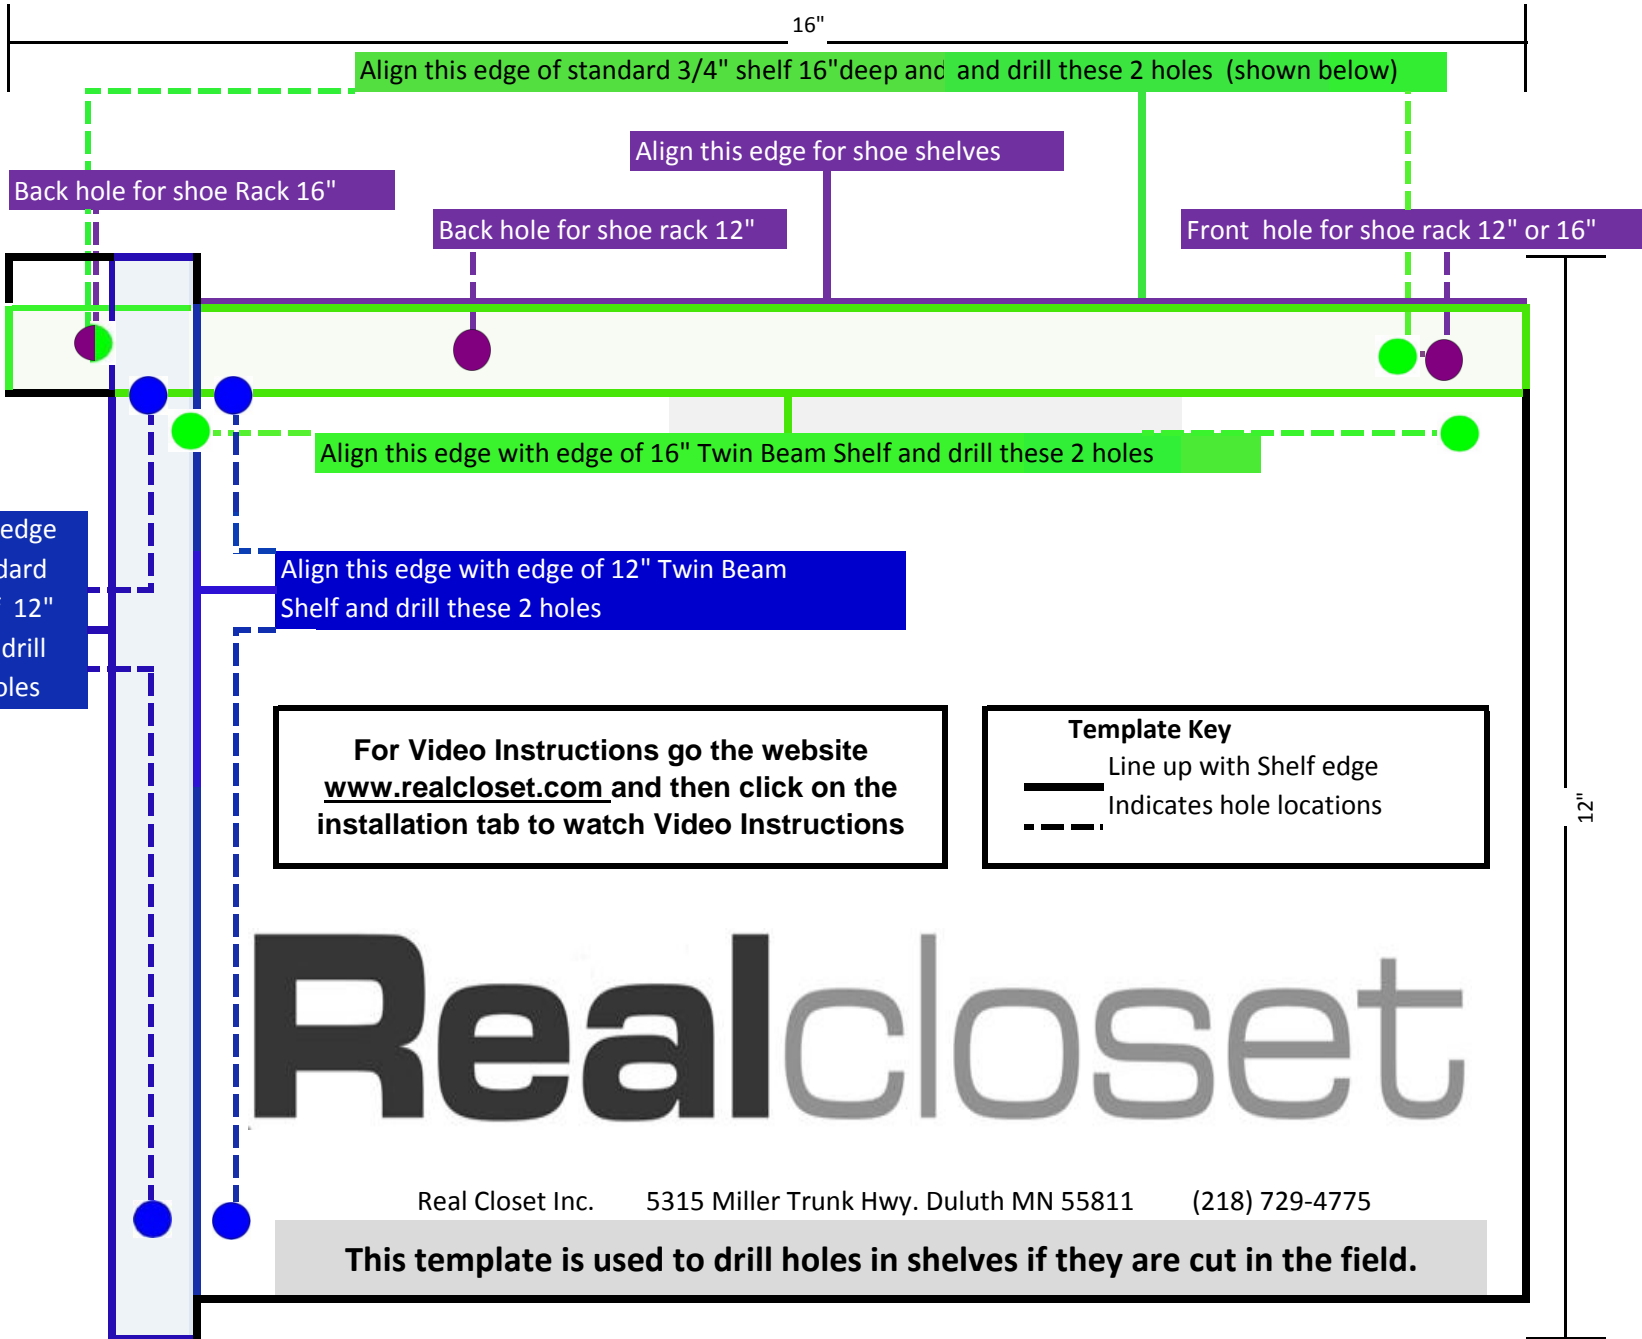 16"
Align this edge of standard 3/4" shelf 16"deep and and drill these 2 holes (shown below)
Align this edge for shoe shelves
Back hole for shoe Rack 16"
Back hole for shoe rack 12"
Front hole for shoe rack 12" or 16"
Align this edge with edge of 16" Twin Beam Shelf and drill these 2 holes
edge
12"
drill
Align this edge with edge of 12" Twin Beam
Shelf and drill these 2 holes
For Video Instructions go the website
www.realcloset.com and then click on the
installation tab to watch Video Instructions
Template Key
Line up with Shelf edge
Indicates hole locations
12"
Realcloset
Real Closet Inc. 5315 Miller Trunk Hwy. Duluth MN 55811 (218) 729-4775
This template is used to drill holes in shelves if they are cut in the field.